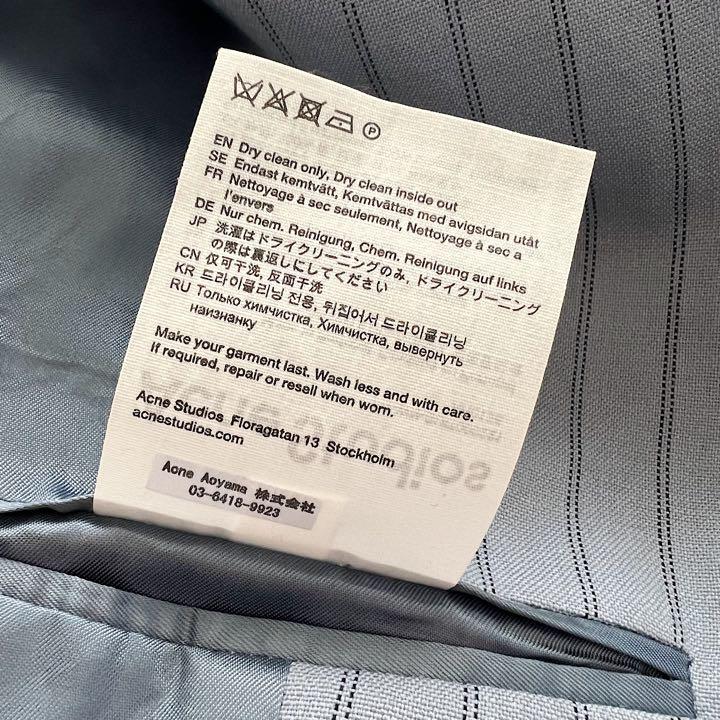 P
EN Dry clean only, Dry clean inside out
SE Endast kemtvätt, Kemtvättas med avigsidan utåt
FR Nettoyage à sec seulement, Nettoyage à sec a
l'envers
DE Nur chem. Reinigung, Chem. Reinigung auf links
JP 洗濯はドライクリーニングのみ, ドライクリーニング
の際は裏返しにしてください
CN 仅可干洗, 反面干洗
KR 드라이클리닝 전용, 뒤집어서 드라이클리닝
RU Только химчистка, Химчистка, вывернуть
наизнанку
Make your garment last. Wash less and with care.
If required, repair or resell when worn.
Acne Studios Floragatan 13 Stockholm
acnestudios.com
Acne Aoyama 株式会社
03-6418-9923
Acne Studios